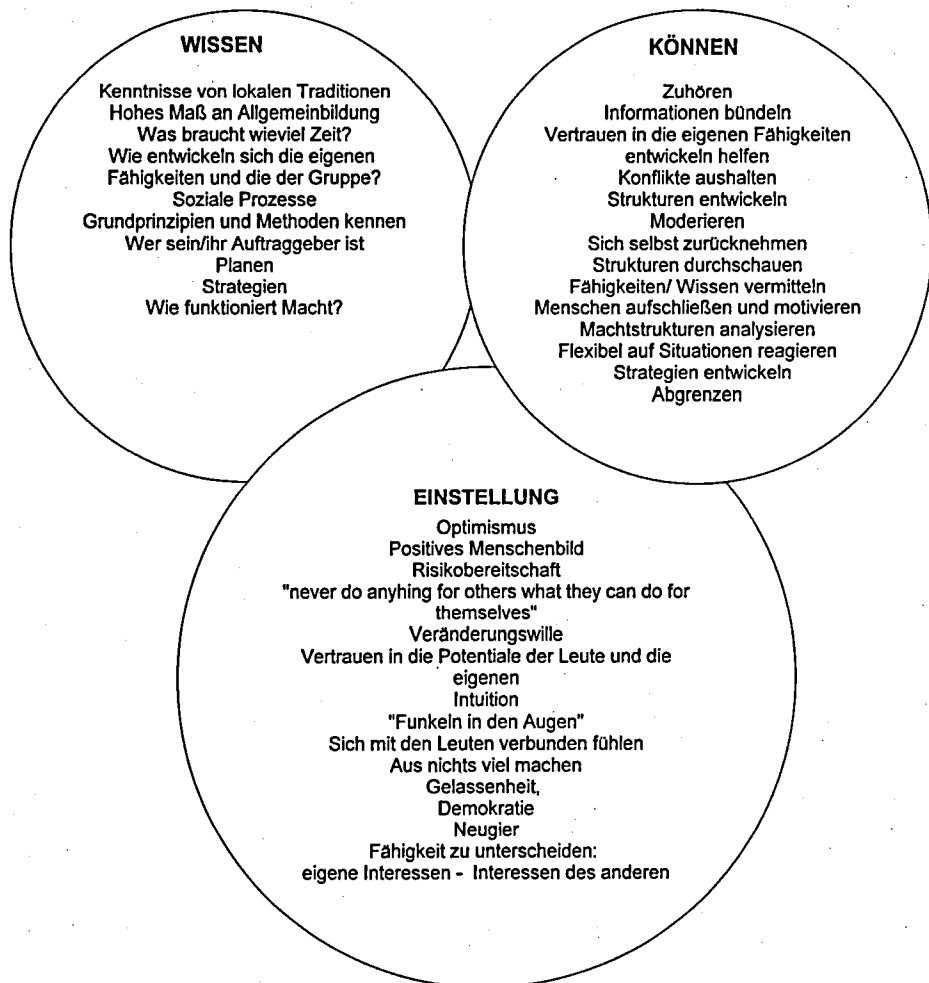 WISSEN
Kenntnisse von lokalen Traditionen
Hohes Maß an Allgemeinbildung
Was braucht wieviel Zeit?
Wie entwickeln sich die eigenen
Fähigkeiten und die der Gruppe?
Soziale Prozesse
Grundprinzipien und Methoden kennen
Wer sein/ihr Auftraggeber ist
Planen
Strategien
Wie funktioniert Macht?
KÖNNEN
Zuhören
Informationen bündeln
Vertrauen in die eigenen Fähigkeiten
entwickeln helfen
Konflikte aushalten
Strukturen entwickeln
Moderieren
Sich selbst zurücknehmen
Strukturen durchschauen
Fähigkeiten/ Wissen vermitteln
Menschen aufschließen und motivieren
Machtstrukturen analysieren
Flexibel auf Situationen reagieren
Strategien entwickeln
Abgrenzen
EINSTELLUNG
Optimismus
Positives Menschenbild
Risikobereitschaft
"never do anyhing for others what they can do for
themselves"
Veränderungswille
Vertrauen in die Potentiale der Leute und die
eigenen
Intuition
"Funkeln in den Augen"
Sich mit den Leuten verbunden fühlen
Aus nichts viel machen
Gelassenheit,
Demokratie
Neugier
Fähigkeit zu unterscheiden:
eigene Interessen - Interessen des anderen